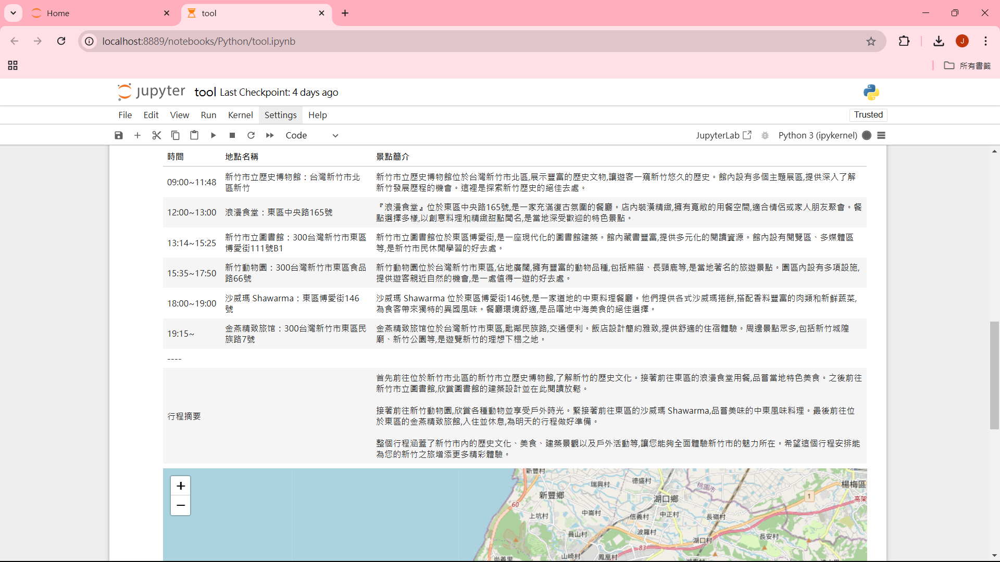 Home
tool
localhost:8889/notebooks/Python/tool.ipynb
J
所有書籤
jupyter tool Last Checkpoint: 4 days ago
File Edit View Run Kernel Settings Help
Trusted
Code
JupyterLab
Python 3 (ipykernel)
時間 地點名稱 景點簡介
09:00~11:48
新竹市立歷史博物館：台灣新竹市北
區新竹
新竹市立歷史博物館位於台灣新竹市北區,展示豐富的歷史文物,讓遊客一窺新竹悠久的歷史。館內設有多個主題展區,提供深入了解
新竹發展歷程的機會。這裡是探索新竹歷史的絕佳去處。
12:00~13:00
浪漫食堂：東區中央路165號
『浪漫食堂』位於東區中央路165號,是一家充滿復古氛圍的餐廳。店內裝潢精緻,擁有寬敞的用餐空間,適合情侶或家人朋友聚會。餐
點選擇多樣,以創意料理和精緻甜點聞名,是當地深受歡迎的特色景點。
13:14~15:25
新竹市立圖書館：300台灣新竹市東區
博愛街111號B1
新竹市立圖書館位於東區博愛街,是一座現代化的圖書館建築。館內藏書豐富,提供多元化的閱讀資源。館內設有閱覽區、多媒體區
等,是新竹市民休閒學習的好去處。
15:35~17:50
新竹動物園：300台灣新竹市東區食品
路66號
新竹動物園位於台灣新竹市東區,佔地廣闊,擁有豐富的動物品種,包括熊貓、長頸鹿等,是當地著名的旅遊景點。園區內設有多項設施,
提供遊客親近自然的機會,是一處值得一遊的好去處。
18:00~19:00
沙威瑪 Shawarma：東區博愛街146
號
沙威瑪 Shawarma 位於東區博愛街146號,是一家道地的中東料理餐廳。他們提供各式沙威瑪捲餅,搭配香料豐富的肉類和新鮮蔬菜,
為食客帶來獨特的異國風味。餐廳環境舒適,是品嚐地中海美食的絕佳選擇。
19:15~
金燕精致旅馆：300台灣新竹市東區民
族路7號
金燕精致旅馆位於台灣新竹市東區,毗鄰民族路,交通便利。飯店設計簡約雅致,提供舒適的住宿體驗。周邊景點眾多,包括新竹城隍
廟、新竹公園等,是遊覽新竹的理想下榻之地。
----
行程摘要
首先前往位於新竹市北區的新竹市立歷史博物館,了解新竹的歷史文化。接著前往東區的浪漫食堂用餐,品嘗當地特色美食。之後前往
新竹市立圖書館,欣賞圖書館的建築設計並在此閱讀放鬆。
接著前往新竹動物園,欣賞各種動物並享受戶外時光。緊接著前往東區的沙威瑪 Shawarma,品嘗美味的中東風味料理。最後前往位
於東區的金燕精致旅館,入住並休息,為明天的行程做好準備。
整個行程涵蓋了新竹市內的歷史文化、美食、建築景觀以及戶外活動等,讓您能夠全面體驗新竹市的魅力所在。希望這個行程安排能
為您的新竹之旅增添更多精彩體驗。
+
−
新豐村
瑞興村
德盛村
桃園市
楊梅區
新豐鄉
湖口鄉
1
高架
60
上坑村
中崙村
信義村
中正村
長嶺村
員山村
波羅村
湖口村
長安村
83
尚義里
山崎村
鳳凰村